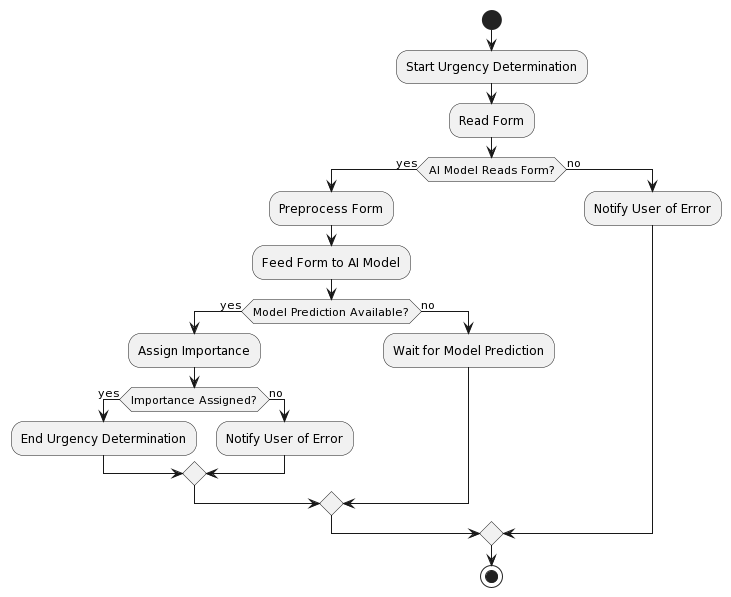 Start Urgency Determination
Read Form
yes
AI Model Reads Form?
no
Preprocess Form
Notify User of Error
Feed Form to AI Model
yes
Model Prediction Available?
no
Assign Importance
Wait for Model Prediction
yes
Importance Assigned?
no
End Urgency Determination
Notify User of Error